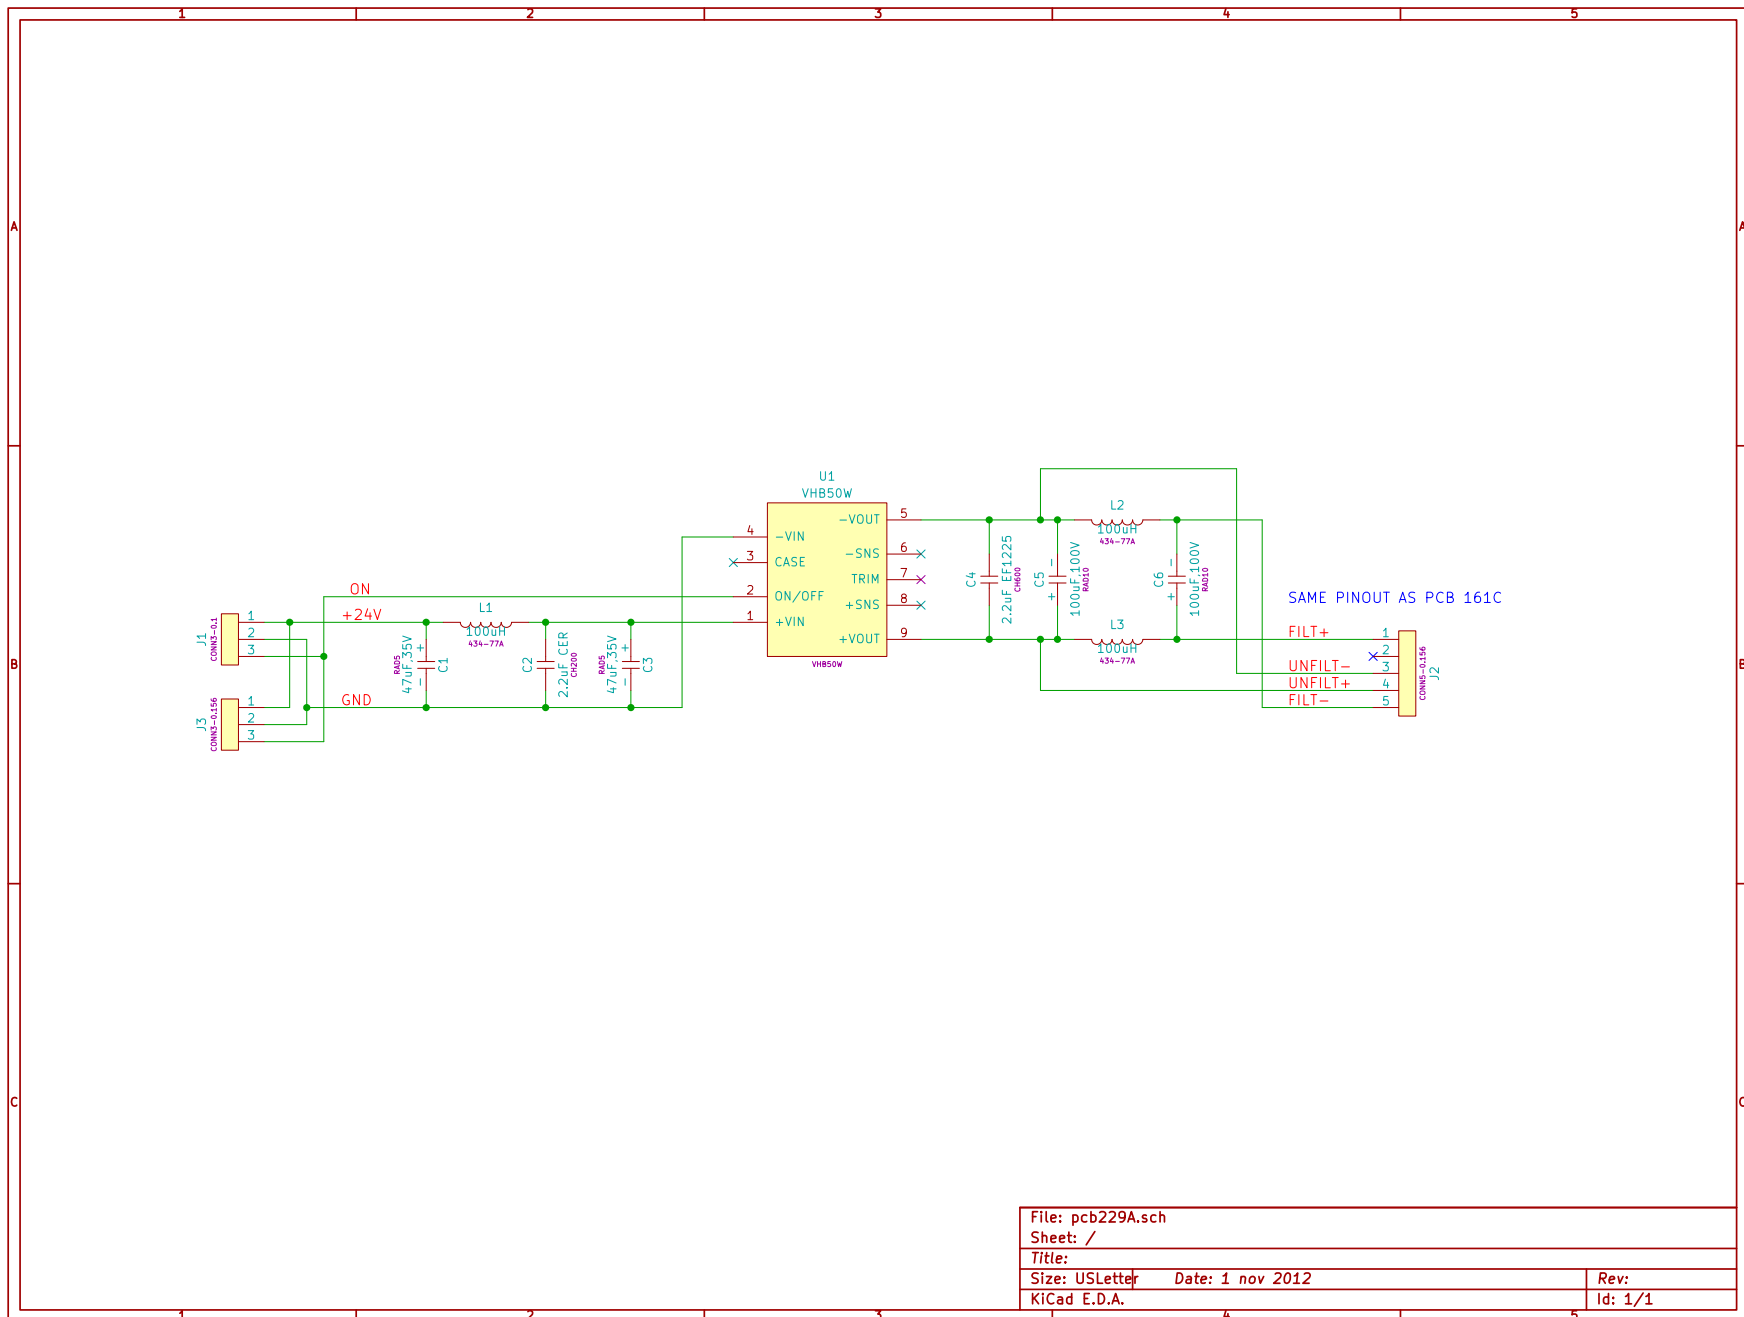 1 2 3 4 5
A A
U1
VHB50W
-VOUT 5
4 -VIN
-SNS 6
3 CASE
TRIM 7
2 ON/OFF
+SNS 8
1 +VIN
+VOUT 9
VHB50W
ON
+24V
GND
J1
CONN3-0.1
1
2
3
J3
CONN3-0.156
1
2
3
L1
100uH
434-77A
RAD5
47uF,35V
+
-
C1
C2
2.2uF CER
CH200
RAD5
47uF,35V
+
-
C3
C4
2.2uF EF1225
CH600
C5
-
+
100uF,100V
RAD10
L2
100uH
434-77A
L3
100uH
434-77A
C6
-
+
100uF,100V
RAD10
SAME PINOUT AS PCB 161C
FILT+ 1
2
UNFILT- 3
UNFILT+ 4
FILT- 5
CONN5-0.156
J2
B B
C C
File: pcb229A.sch
Sheet: /
Title:
Size: USLetter Date: 1 nov 2012 Rev:
KiCad E.D.A. Id: 1/1
1 2 3 4 5